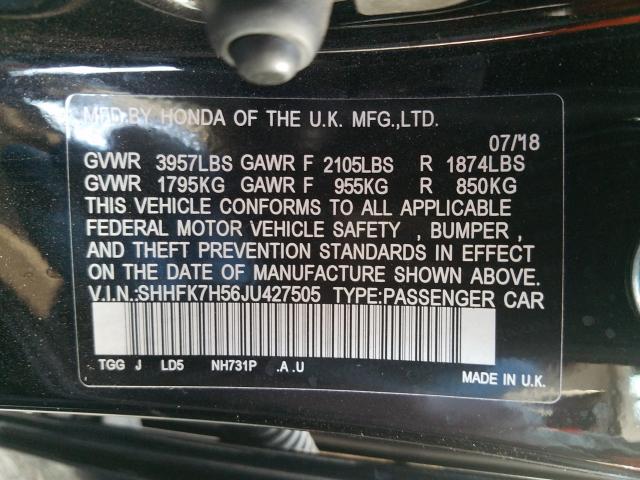 MFD.BY HONDA OF THE U.K. MFG.,LTD.
07/18
GVWR 3957LBS GAWR F 2105LBS R 1874LBS
GVWR 1795KG GAWR F 955KG R 850KG
THIS VEHICLE CONFORMS TO ALL APPLICABLE
FEDERAL MOTOR VEHICLE SAFETY , BUMPER ,
AND THEFT PREVENTION STANDARDS IN EFFECT
ON THE DATE OF MANUFACTURE SHOWN ABOVE.
V.I.N.:SHHFK7H56JU427505 TYPE:PASSENGER CAR
TGG J LD5 NH731P .A .U
MADE IN U.K.